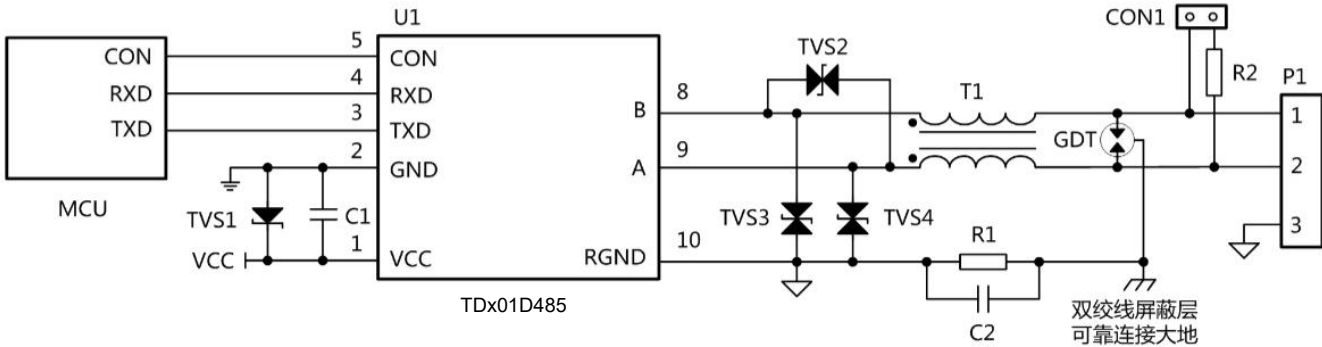 U1
CON1
TVS2
CON
5
CON
RXD
4
RXD
TXD
3
TXD
2
GND
MCU
TVS1
C1
VCC
1
VCC
B
8
A
9
RGND
10
TDx01D485
T1
TVS3
TVS4
R1
C2
GDT
R2
P1
1
2
3
双绞线屏蔽层
可靠连接大地